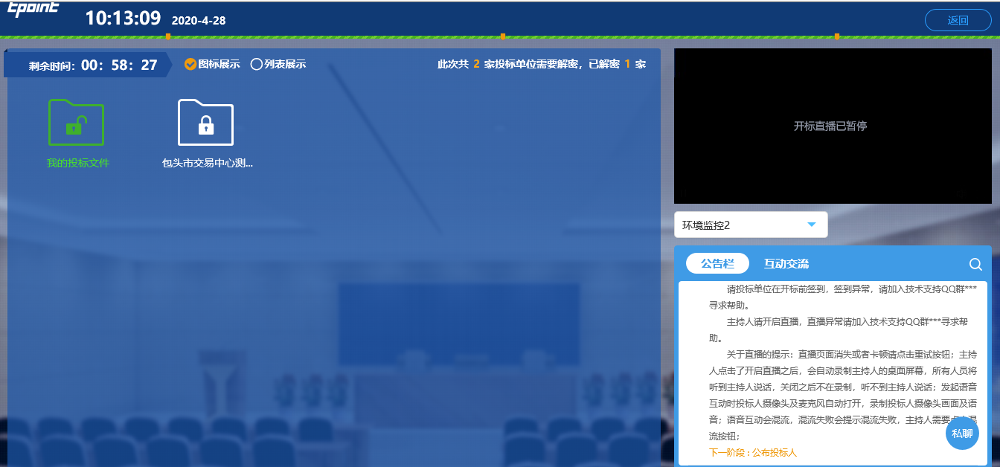 Epoint
10:13:09 2020-4-28
返回
剩余时间：00：58：27
图标展示 列表展示
此次共 2 家投标单位需要解密，已解密 1 家
我的投标文件
包头市交易中心测...
开标直播已暂停
环境监控2
公告栏 互动交流
请投标单位在开标前签到，签到异常，请加入技术支持QQ群***
寻求帮助。
主持人请开启直播，直播异常请加入技术支持QQ群***寻求帮
助。
关于直播的提示：直播页面消失或者卡顿请点击重试按钮；主持
人点击了开启直播之后，会自动录制主持人的桌面屏幕，所有人员将
听到主持人说话，关闭之后不在录制，听不到主持人说话；发起语音
互动时投标人摄像头及麦克风自动打开，录制投标人摄像头画面及语
音；语音互动会混流，混流失败会提示混流失败，主持人需要点混
流按钮；
私聊
下一阶段 : 公布投标人